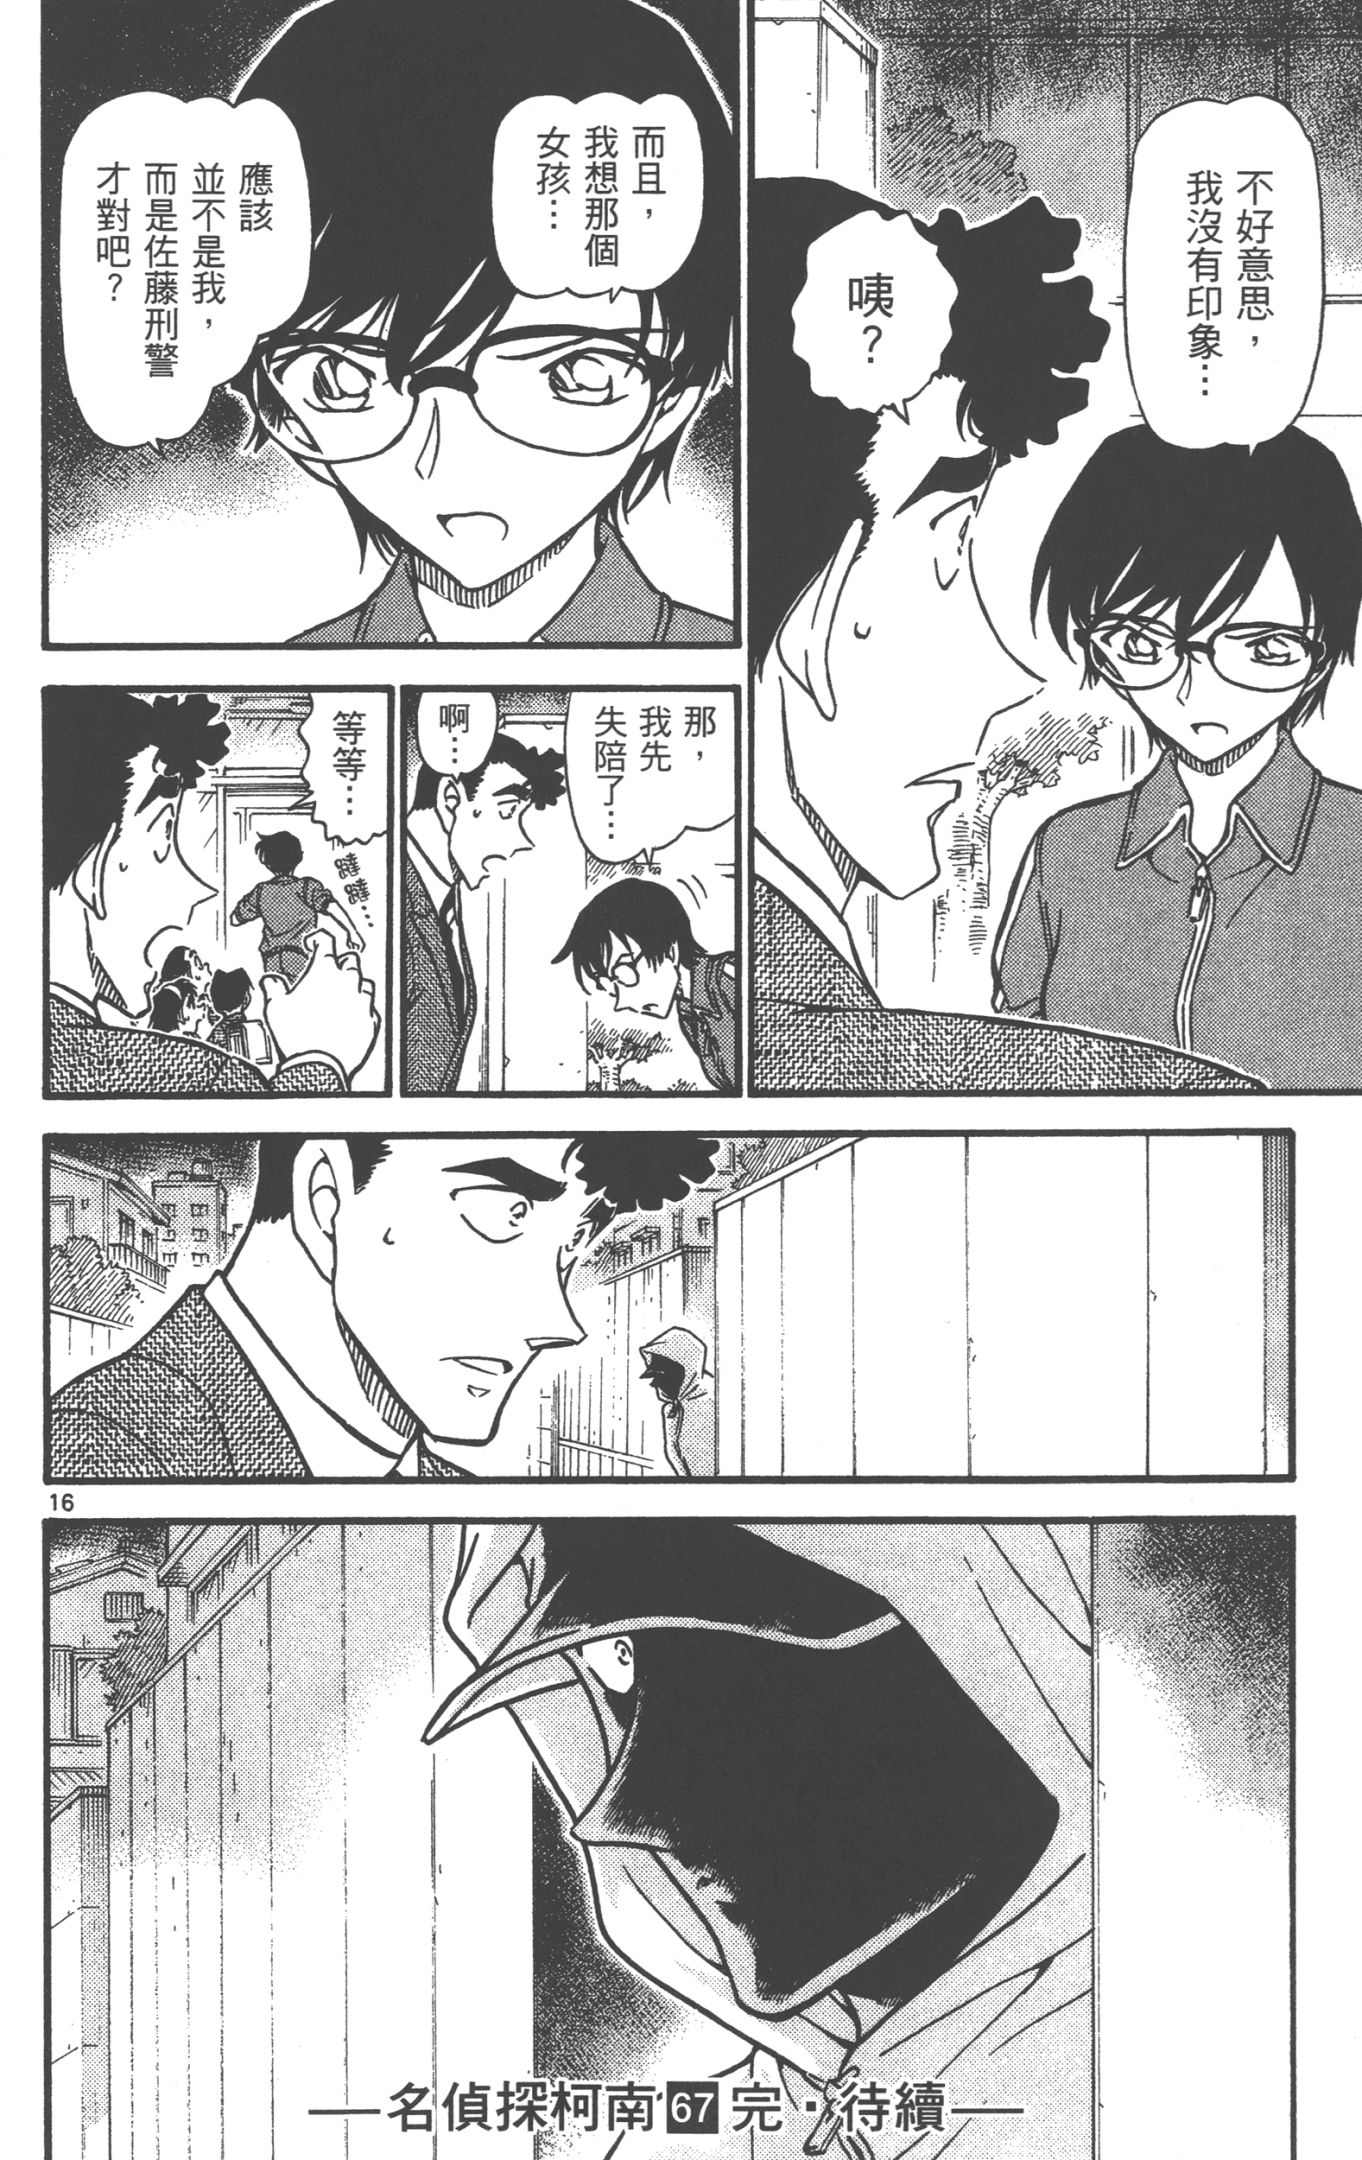 不好意思，
我沒有印象…
咦？
而且，
我想那個
女孩…
應該
並不是我，
而是佐藤刑警
才對吧？
那，
我先
失陪了…
啊…
等等…
噠噠…
16
名偵探柯南67完·待續